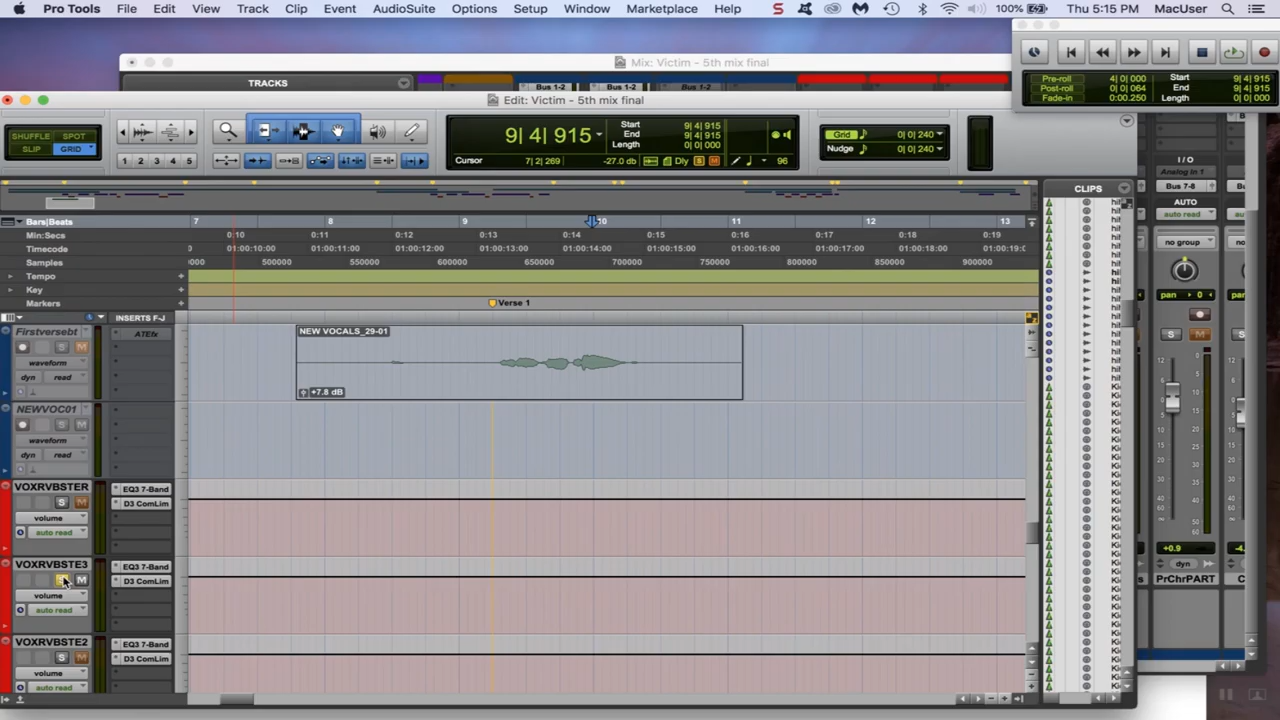 Pro Tools File Edit View Track Clip Event AudioSuite Options Setup Window Marketplace Help 100% Thu 5:15 PM MacUser
Mix: Victim - 5th mix final
TRACKS
Bus 1-2 Bus 1-2 Bus 1-2
Pre-roll 4| 0| 000 Start 9| 4| 915
Post-roll 0| 0| 064 End 9| 4| 915
Fade-in 0:00.250 Length 0| 0| 000
Edit: Victim - 5th mix final
SHUFFLE SPOT
SLIP GRID
1 2 3 4 5
9| 4| 915
Start 9| 4| 915
End 9| 4| 915
Length 0| 0| 000
Cursor 7| 2| 269 -27.0 db Dly S M 96
Grid 0| 0| 240
Nudge 0| 0| 240
CLIPS
I/O
Analog In 1
Bus 7-8
AUTO
auto read
no group
pan 0
S M
+0.9
dyn
PrChrPART
Bars|Beats 7 8 9 10 11 12 13
Min:Secs 0:10 0:11 0:12 0:13 0:14 0:15 0:16 0:17 0:18 0:19
Timecode 01:00:10:00 01:00:11:00 01:00:12:00 01:00:13:00 01:00:14:00 01:00:15:00 01:00:16:00 01:00:17:00 01:00:18:00 01:00:19:0
Samples 500000 550000 600000 650000 700000 750000 800000 850000 900000
Tempo
Key
Markers Verse 1
INSERTS F-J
Firstversebt
S M
waveform
dyn read
NEW VOCALS_29-01
+7.8 dB
NEWVOC01
S M
waveform
dyn read
VOXRVBSTER EQ3 7-Band
S M D3 ComLim
volume
auto read
VOXRVBSTE3 EQ3 7-Band
S M D3 ComLim
volume
auto read
VOXRVBSTE2 EQ3 7-Band
S M D3 ComLim
volume
auto read